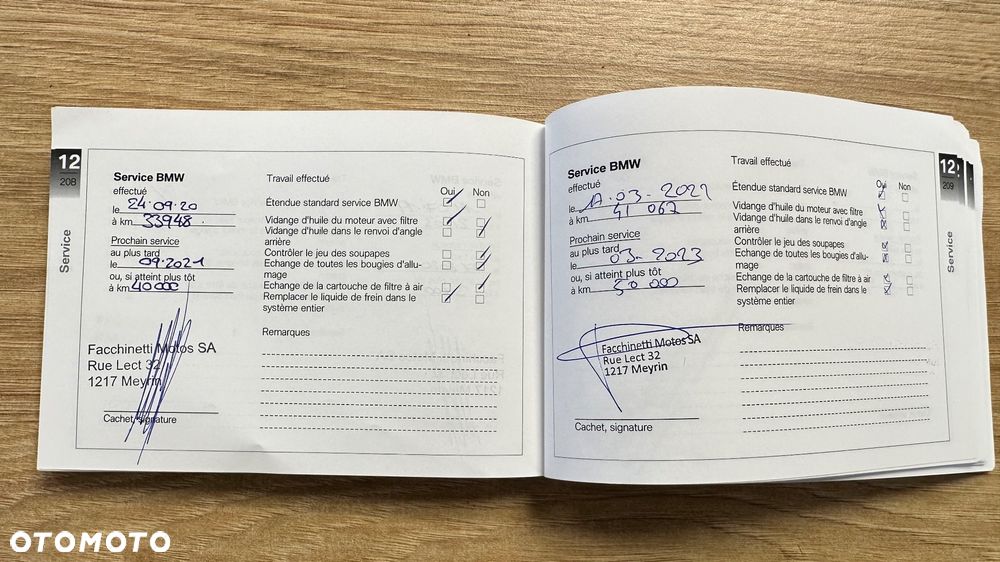 12
208
Service
Service BMW
effectué
le 24.09.20
à km 33948.
Prochain service
au plus tard
le 09.2021
ou, si atteint plus tôt
à km 40000
Facchinetti Motos SA
Rue Lect 32
1217 Meyrin
Cachet, signature
Travail effectué
Oui Non
Étendue standard service BMW
Vidange d'huile du moteur avec filtre
Vidange d'huile dans le renvoi d'angle
arrière
Contrôler le jeu des soupapes
Echange de toutes les bougies d'allu-
mage
Echange de la cartouche de filtre à air
Remplacer le liquide de frein dans le
système entier
Remarques
Service BMW
effectué
le 17.03-2022
à km 41 067
Prochain service
au plus tard
le 03-2023
ou, si atteint plus tôt
à km 50 000
Facchinetti Motos SA
Rue Lect 32
1217 Meyrin
Cachet, signature
Travail effectué
Oui Non
Étendue standard service BMW
Vidange d'huile du moteur avec filtre
Vidange d'huile dans le renvoi d'angle
arrière
Contrôler le jeu des soupapes
Echange de toutes les bougies d'allu-
mage
Echange de la cartouche de filtre à air
Remplacer le liquide de frein dans le
système entier
Remarques
12
209
Service
OTOMOTO